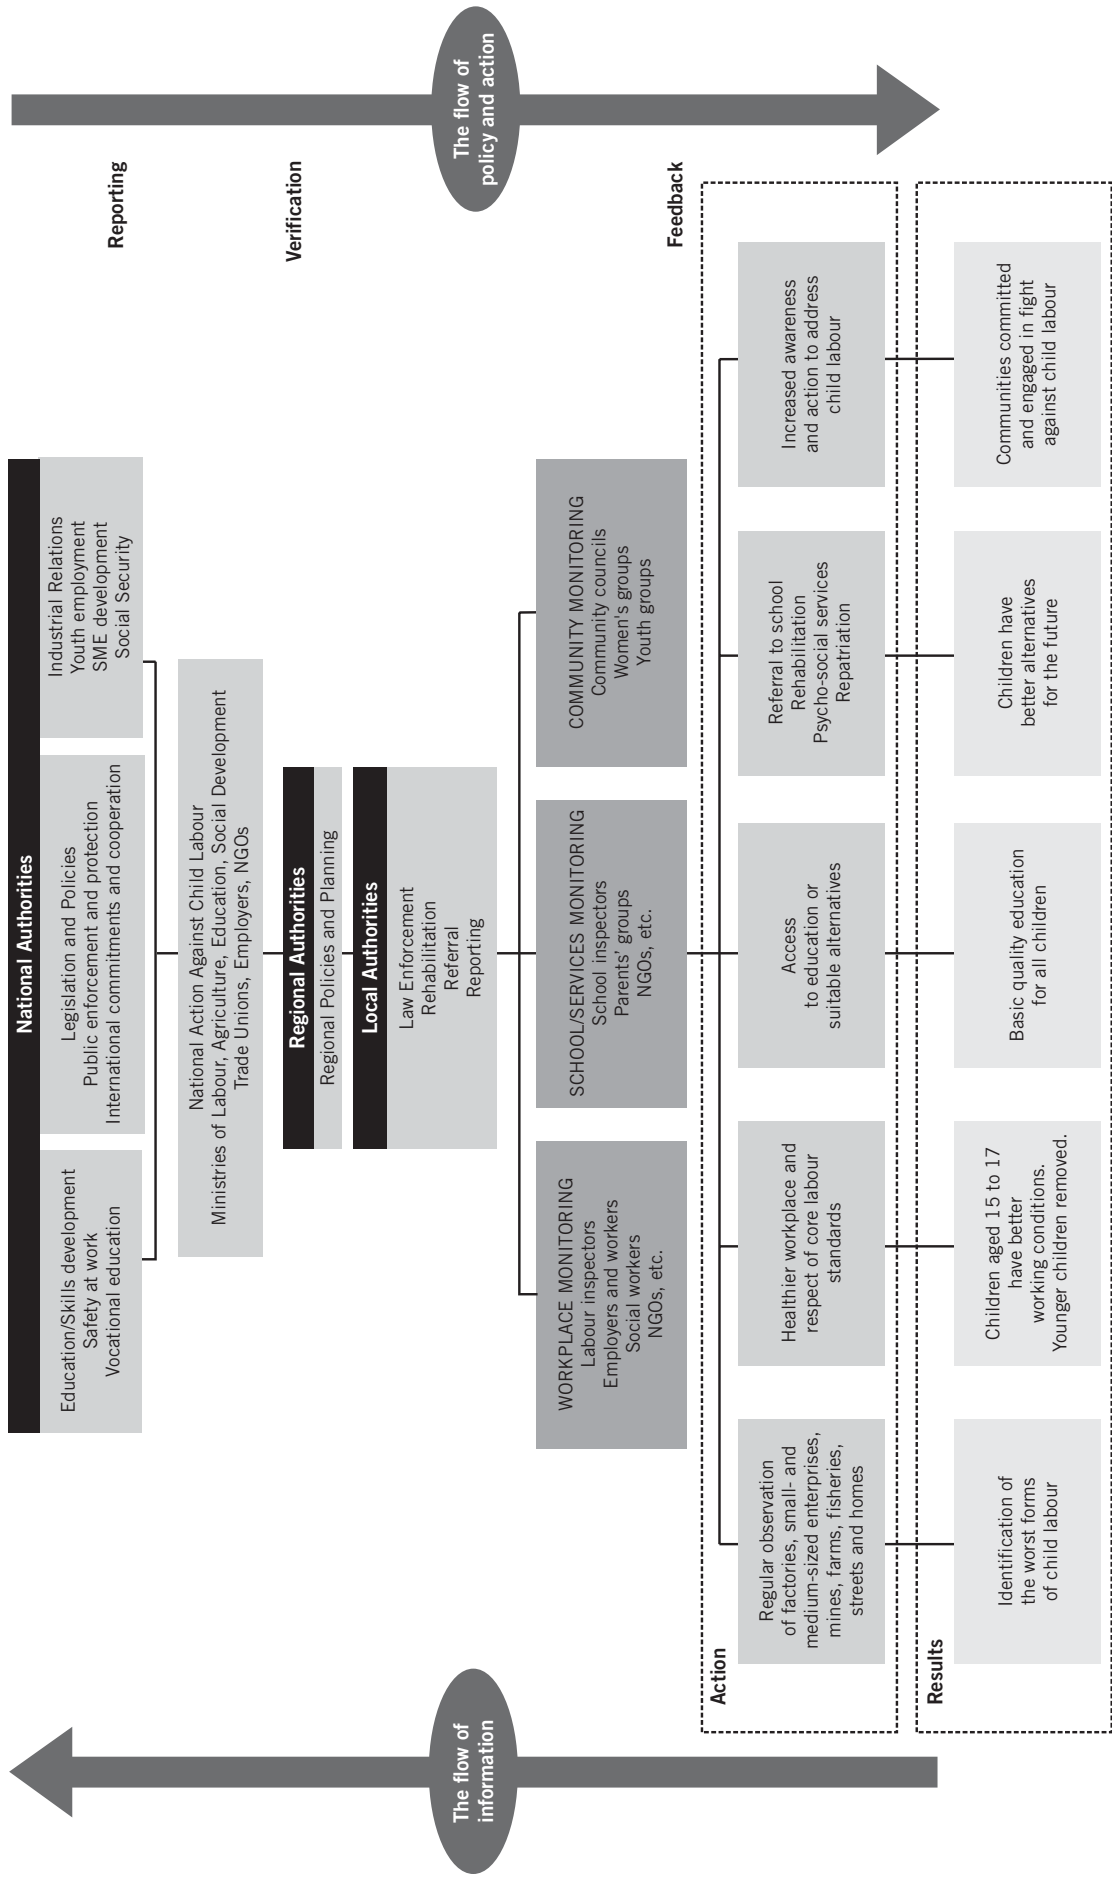 National Authorities
Education/Skills development
Safety at work
Vocational education
Legislation and Policies
Public enforcement and protection
International commitments and cooperation
Industrial Relations
Youth employment
SME development
Social Security
Reporting
National Action Against Child Labour
Ministries of Labour, Agriculture, Education, Social Development
Trade Unions, Employers, NGOs
Regional Authorities
Regional Policies and Planning
Verification
Local Authorities
Law Enforcement
Rehabilitation
Referral
Reporting
The flow of
information
The flow of
policy and action
WORKPLACE MONITORING
Labour inspectors
Employers and workers
Social workers
NGOs, etc.
SCHOOL/SERVICES MONITORING
School inspectors
Parents' groups
NGOs, etc.
COMMUNITY MONITORING
Community councils
Women's groups
Youth groups
Feedback
Action
Regular observation
of factories, small- and
medium-sized enterprises,
mines, farms, fisheries,
streets and homes
Healthier workplace and
respect of core labour
standards
Access
to education or
suitable alternatives
Referral to school
Rehabilitation
Psycho-social services
Repatriation
Increased awareness
and action to address
child labour
Results
Identification of
the worst forms
of child labour
Children aged 15 to 17
have better
working conditions.
Younger children removed.
Basic quality education
for all children
Children have
better alternatives
for the future
Communities committed
and engaged in fight
against child labour